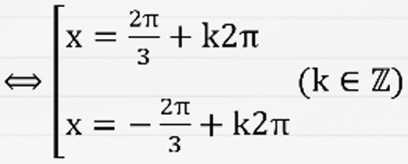 ⟺ [ x = 2π/3 + k2π
(k ∈ ℤ)
x = − 2π/3 + k2π